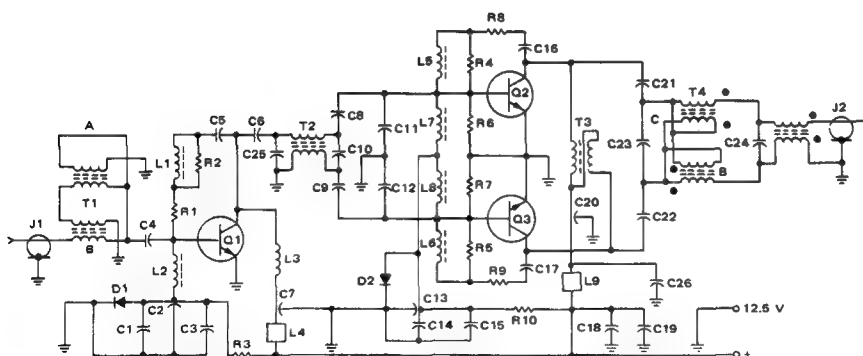 R8
C16
L5
R4
C21
T4
J2
Q2
C5
C6
T2
C8
T3
A
C11
L7
R6
C
C23
C24
L1
R2
C25
C10
B
T1
C9
C12
L8
R7
J1
C4
R1
C20
C22
B
Q1
Q3
L6
R5
L2
L3
D2
R9
C17
L9
C26
D1
C2
C7
C13
12.5 V
C1
C3
L4
C14
C15
R10
C18
C19
R3
+